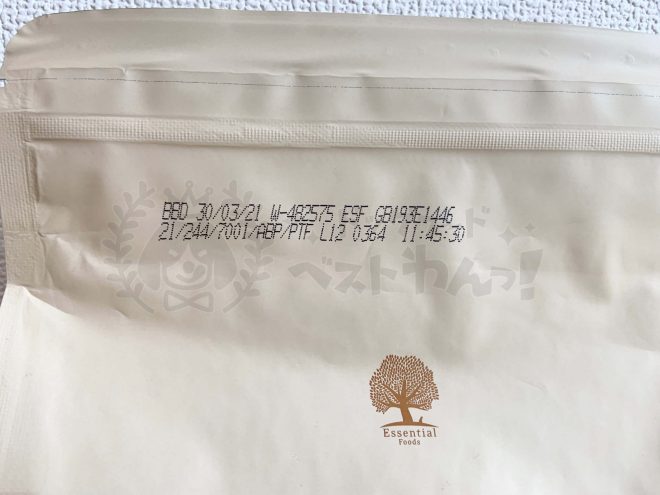 BBD 30/03/21 W-482575 ESF GB193E1446
21/244/7001/ABP/PTF L12 0364 11:45:30
ベストわんっ!
Essential
Foods